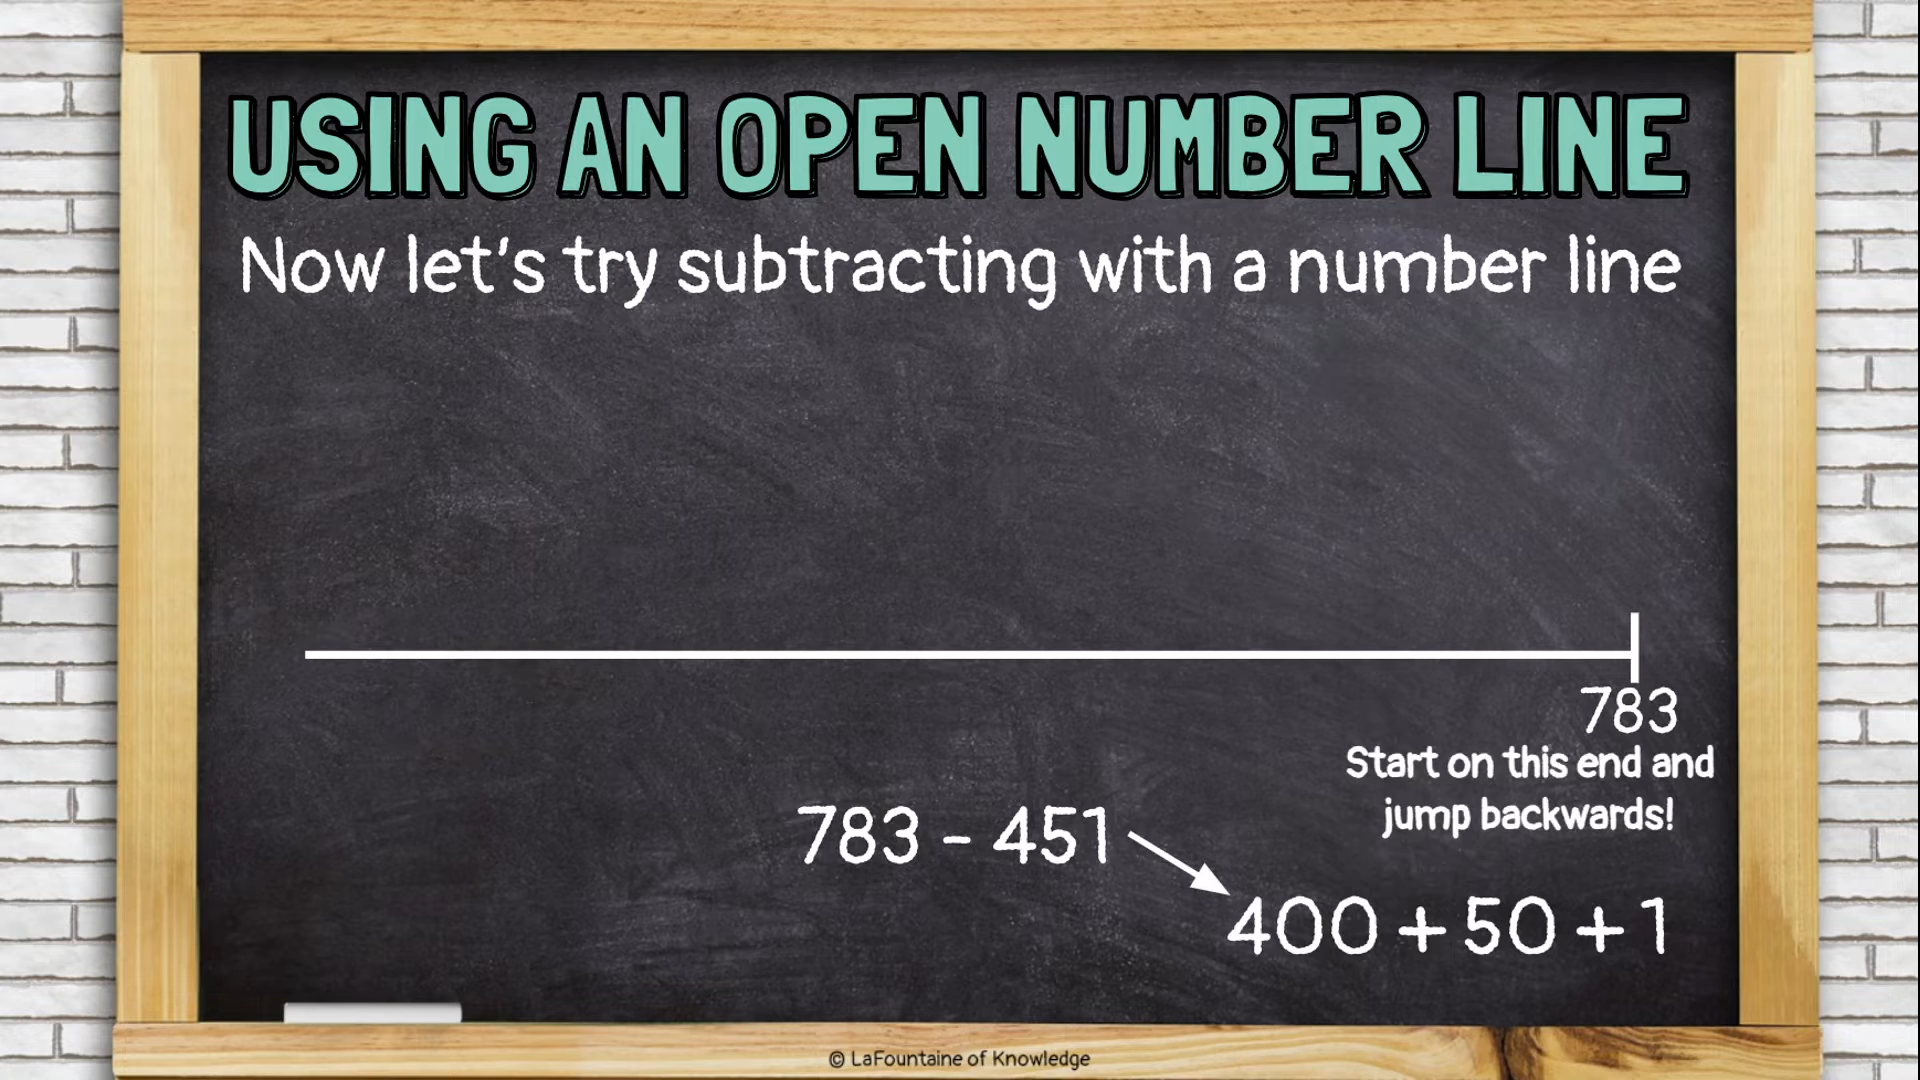 USING AN OPEN NUMBER LINE
Now let's try subtracting with a number line
783
Start on this end and
jump backwards!
783 - 451
400 + 50 + 1
© LaFountaine of Knowledge